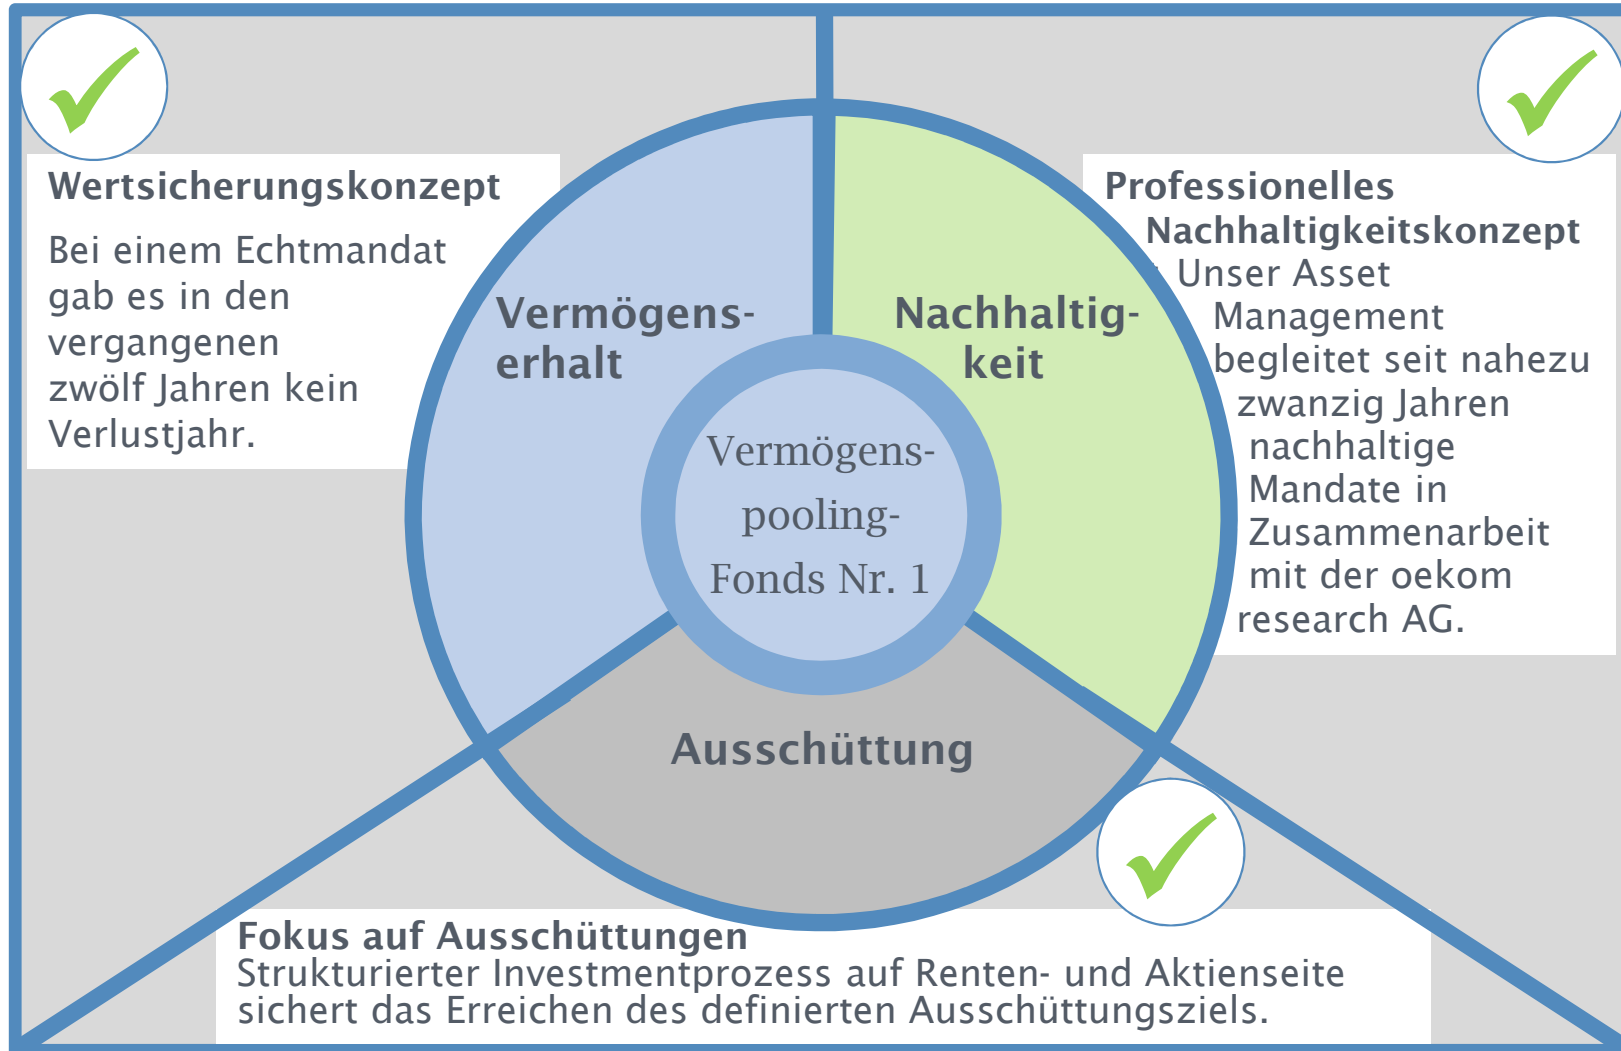 Wertsicherungskonzept
Bei einem Echtmandat
gab es in den
vergangenen
zwölf Jahren kein
Verlustjahr.
Vermögens-
erhalt
Nachhaltig-
keit
Professionelles
Nachhaltigkeitskonzept
Unser Asset
Management
begleitet seit nahezu
zwanzig Jahren
nachhaltige
Mandate in
Zusammenarbeit
mit der oekom
research AG.
Vermögens-
pooling-
Fonds Nr. 1
Ausschüttung
Fokus auf Ausschüttungen
Strukturierter Investmentprozess auf Renten- und Aktienseite
sichert das Erreichen des definierten Ausschüttungsziels.